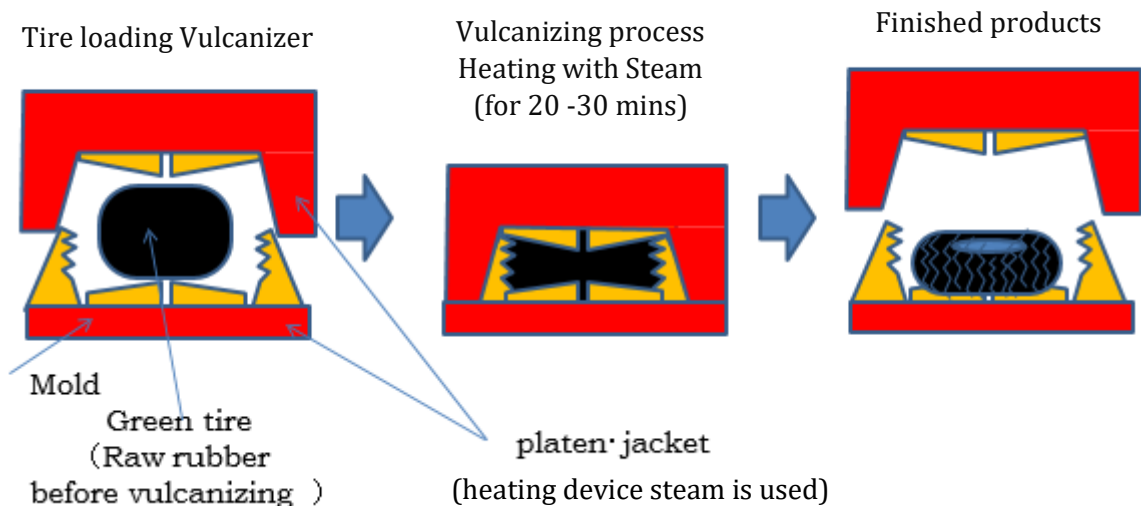 Tire loading Vulcanizer
Vulcanizing process
Heating with Steam
(for 20 -30 mins)
Finished products
Mold
Green tire
（Raw rubber
before vulcanizing ）
platen･jacket
(heating device steam is used)